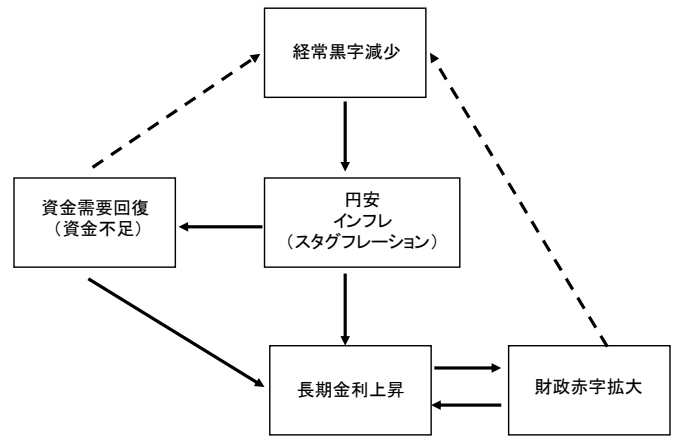 経常黒字減少
資金需要回復
（資金不足）
円安
インフレ
（スタグフレーション）
長期金利上昇
財政赤字拡大